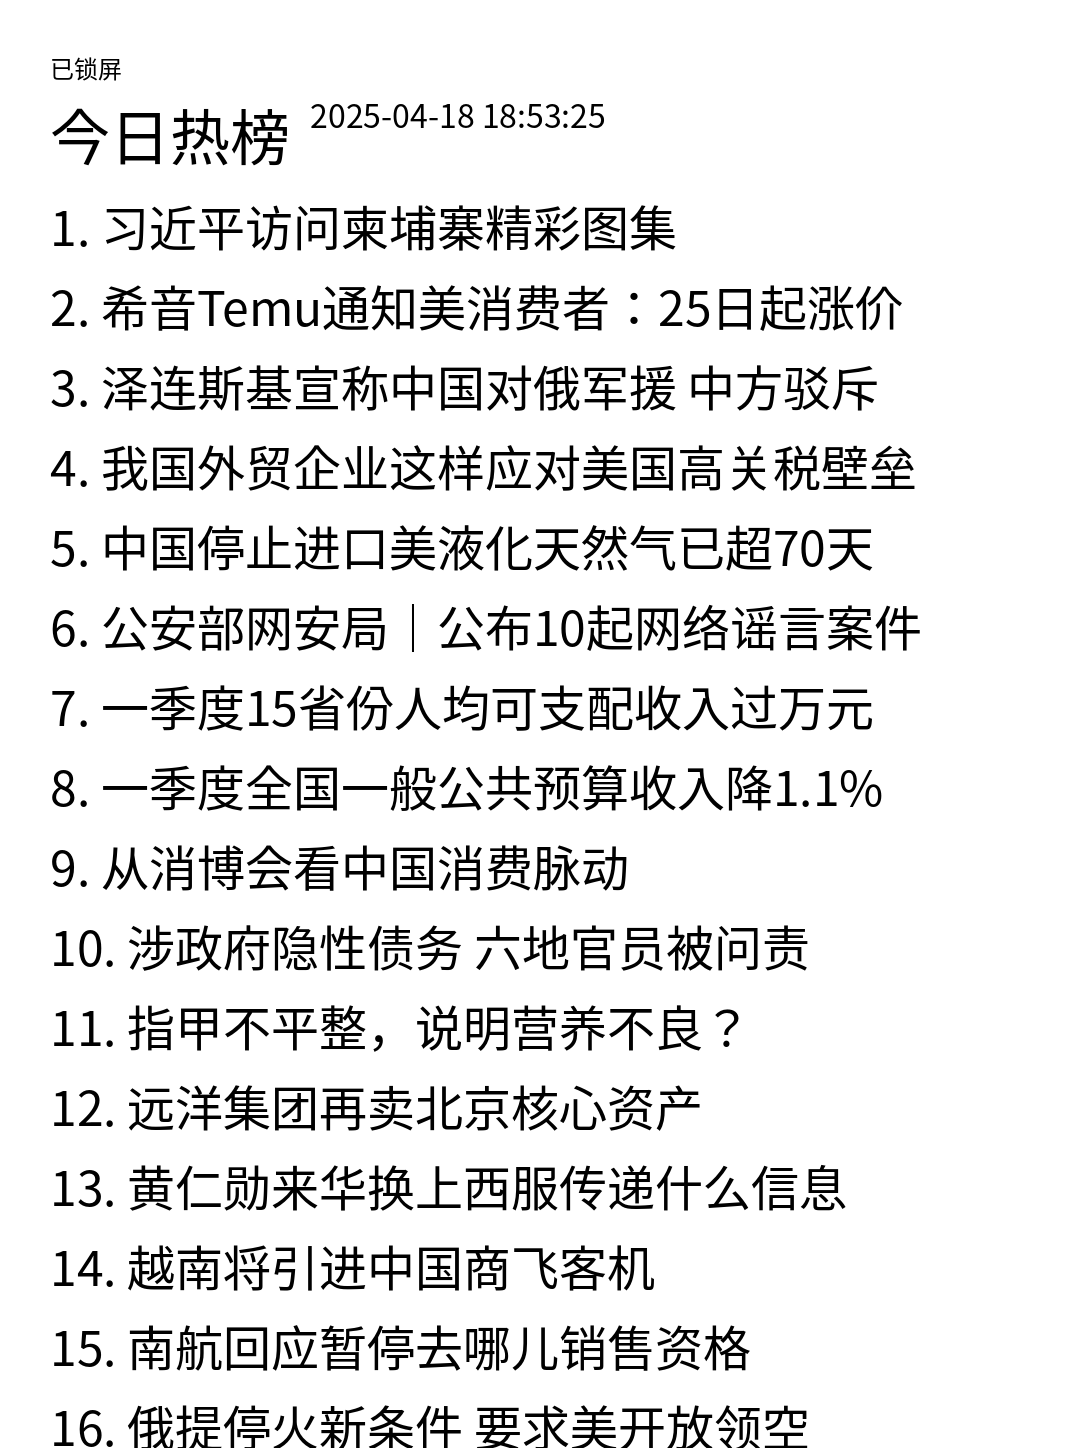 已锁屏
今日热榜 2025-04-18 18:53:25
1. 习近平访问柬埔寨精彩图集
2. 希音Temu通知美消费者：25日起涨价
3. 泽连斯基宣称中国对俄军援 中方驳斥
4. 我国外贸企业这样应对美国高关税壁垒
5. 中国停止进口美液化天然气已超70天
6. 公安部网安局｜公布10起网络谣言案件
7. 一季度15省份人均可支配收入过万元
8. 一季度全国一般公共预算收入降1.1%
9. 从消博会看中国消费脉动
10. 涉政府隐性债务 六地官员被问责
11. 指甲不平整，说明营养不良？
12. 远洋集团再卖北京核心资产
13. 黄仁勋来华换上西服传递什么信息
14. 越南将引进中国商飞客机
15. 南航回应暂停去哪儿销售资格
16. 俄提停火新条件 要求美开放领空